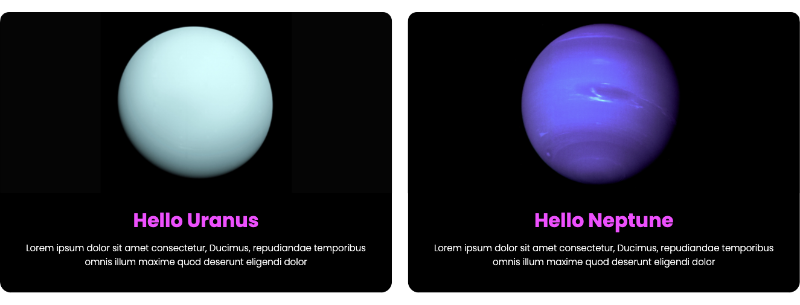 Hello Uranus
Lorem ipsum dolor sit amet consectetur, Ducimus, repudiandae temporibus
omnis illum maxime quod deserunt eligendi dolor
Hello Neptune
Lorem ipsum dolor sit amet consectetur, Ducimus, repudiandae temporibus
omnis illum maxime quod deserunt eligendi dolor